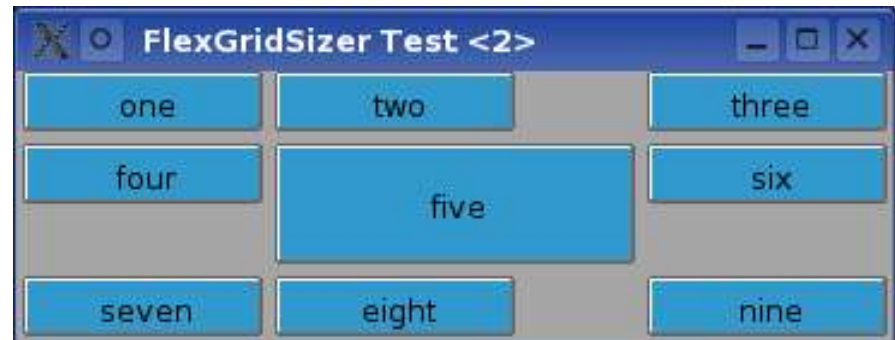 FlexGridSizer Test <2>
one two three
four five six
seven eight nine